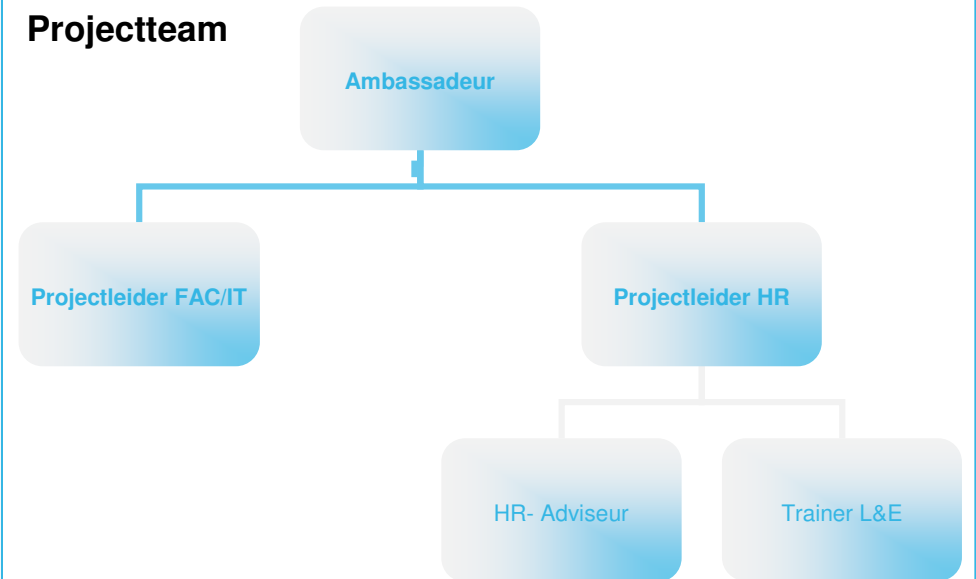 Projectteam
Ambassadeur
Projectleider FAC/IT
Projectleider HR
HR- Adviseur
Trainer L&E